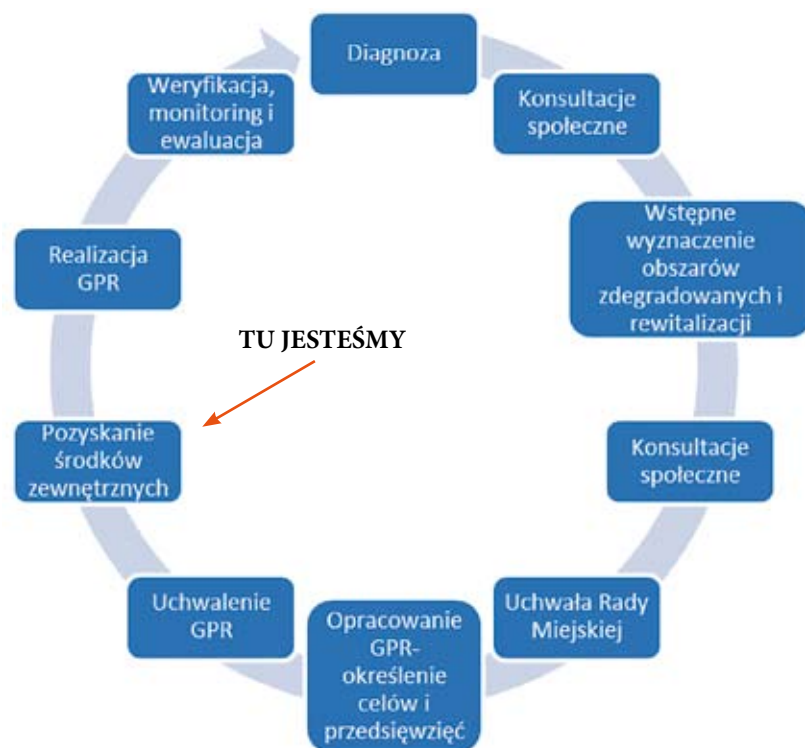 Diagnoza
Konsultacje
społeczne
Wstępne
wyznaczenie
obszarów
zdegradowanych i
rewitalizacji
Konsultacje
społeczne
Uchwała Rady
Miejskiej
Opracowanie
GPR-
określenie
celów i
przedsięwzięć
Uchwalenie
GPR
Pozyskanie
środków
zewnętrznych
Realizacja
GPR
Weryfikacja,
monitoring i
ewaluacja
TU JESTEŚMY